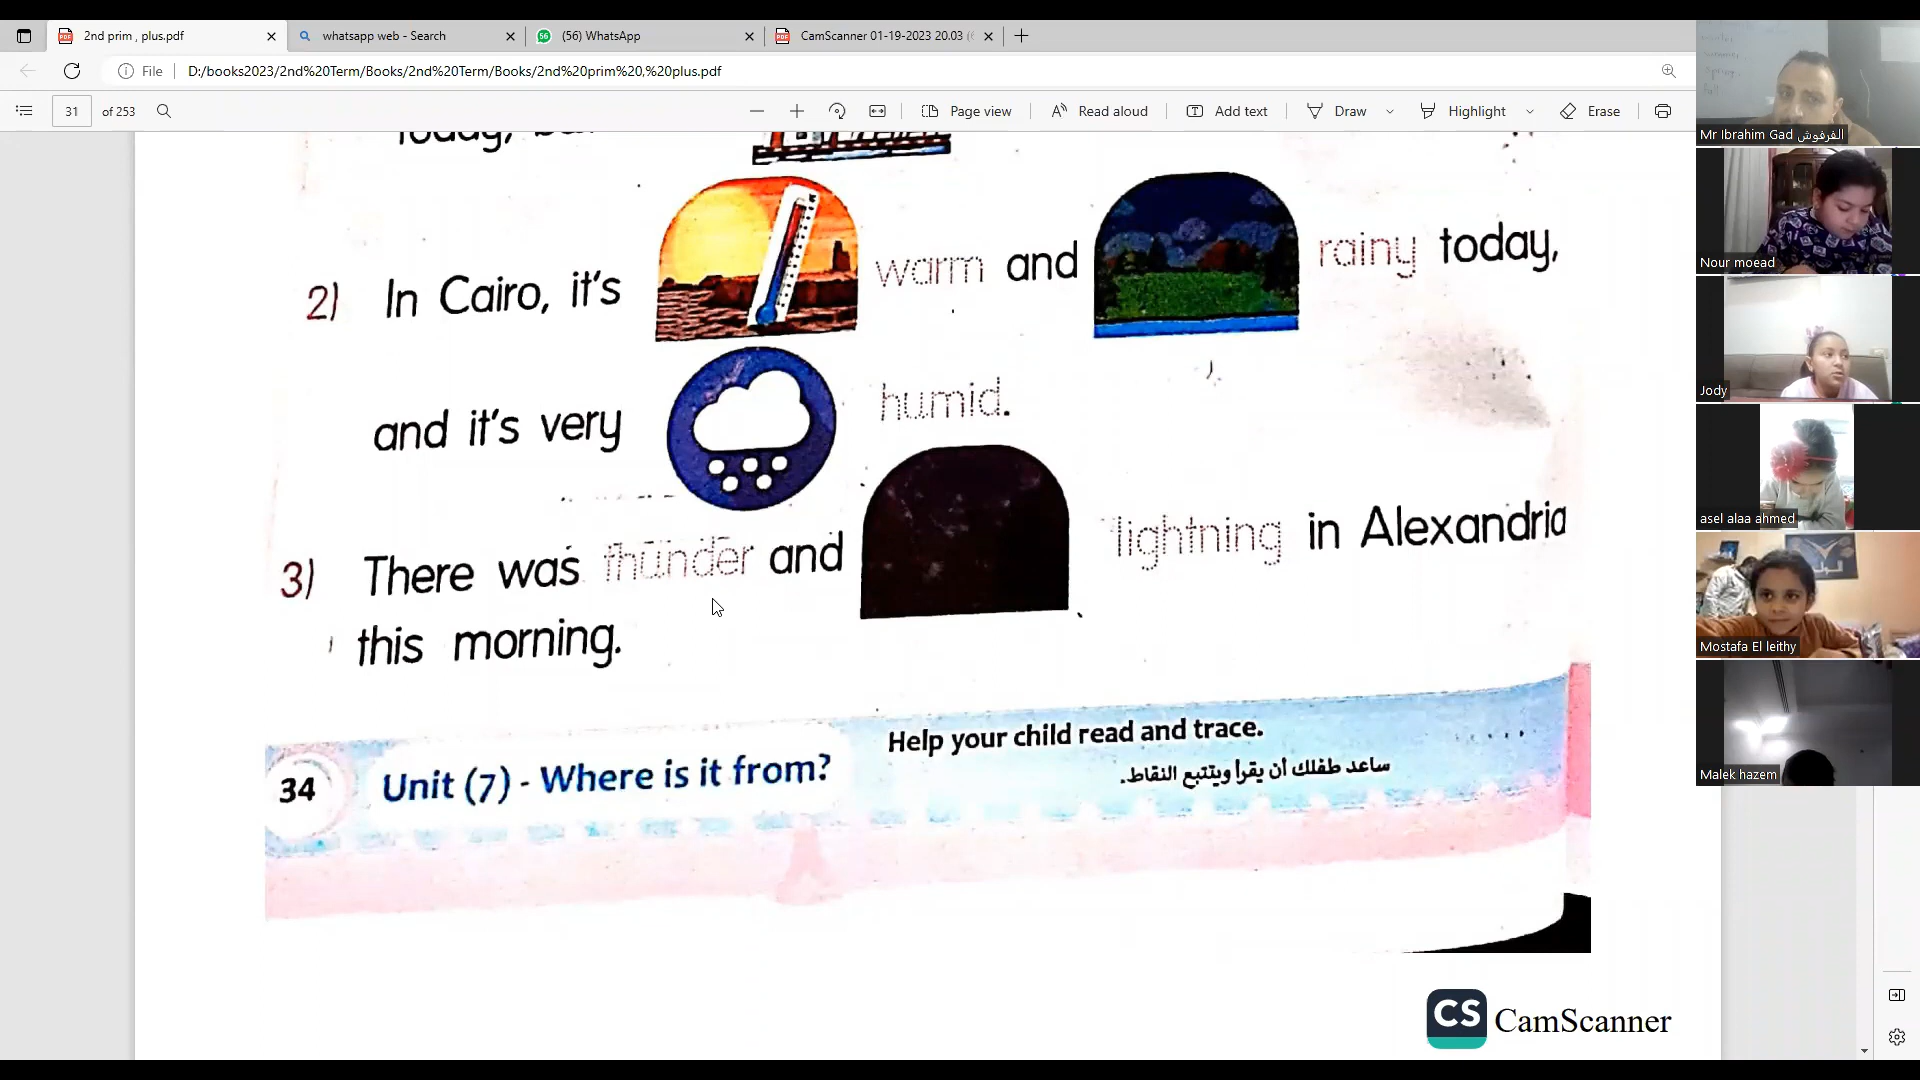 2nd prim , plus.pdf
whatsapp web - Search
(56) WhatsApp
CamScanner 01-19-2023 20.03 (
File
D:/books2023/2nd%20Term/Books/2nd%20Term/Books/2nd%20prim%20,%20plus.pdf
31 of 253
Page view
Read aloud
Add text
Draw
Highlight
Erase
2) In Cairo, it's warm and rainy today,
and it's very humid.
3) There was thunder and lightning in Alexandria
this morning.
34 Unit (7) - Where is it from?
Help your child read and trace.
ساعد طفلك أن يقرأ ويتتبع النقاط.
CS CamScanner
Mr Ibrahim Gad الفرفوش
Nour moead
Jody
asel alaa ahmed
Mostafa El leithy
Malek hazem